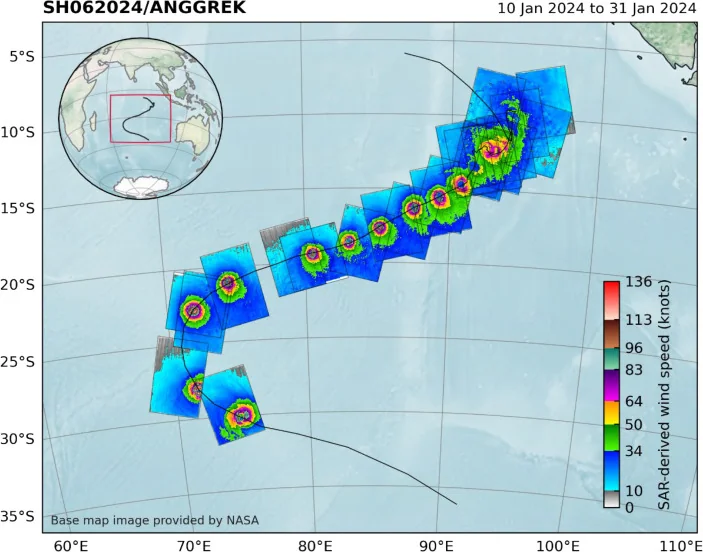 SH062024/ANGGREK
10 Jan 2024 to 31 Jan 2024
5°S
10°S
15°S
20°S
25°S
30°S
35°S
60°E
70°E
80°E
90°E
100°E
110°E
136
113
96
83
64
50
34
10
0
SAR-derived wind speed (knots)
Base map image provided by NASA